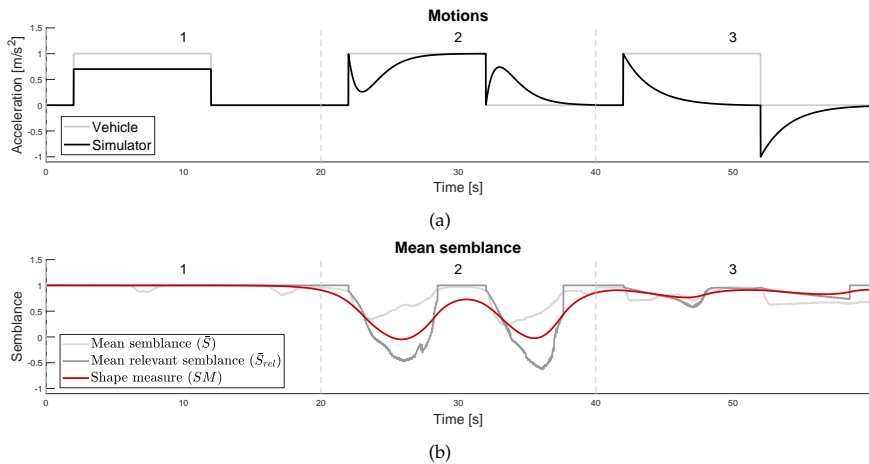 Motions
1 2 3
Acceleration [m/s²]
1.5
1
0.5
0
-0.5
-1
Vehicle
Simulator
0 10 20 30 40 50
Time [s]
(a)
Mean semblance
1 2 3
Semblance
1.5
1
0.5
0
-0.5
-1
Mean semblance (S̄)
Mean relevant semblance (S̄rel)
Shape measure (SM)
0 10 20 30 40 50
Time [s]
(b)